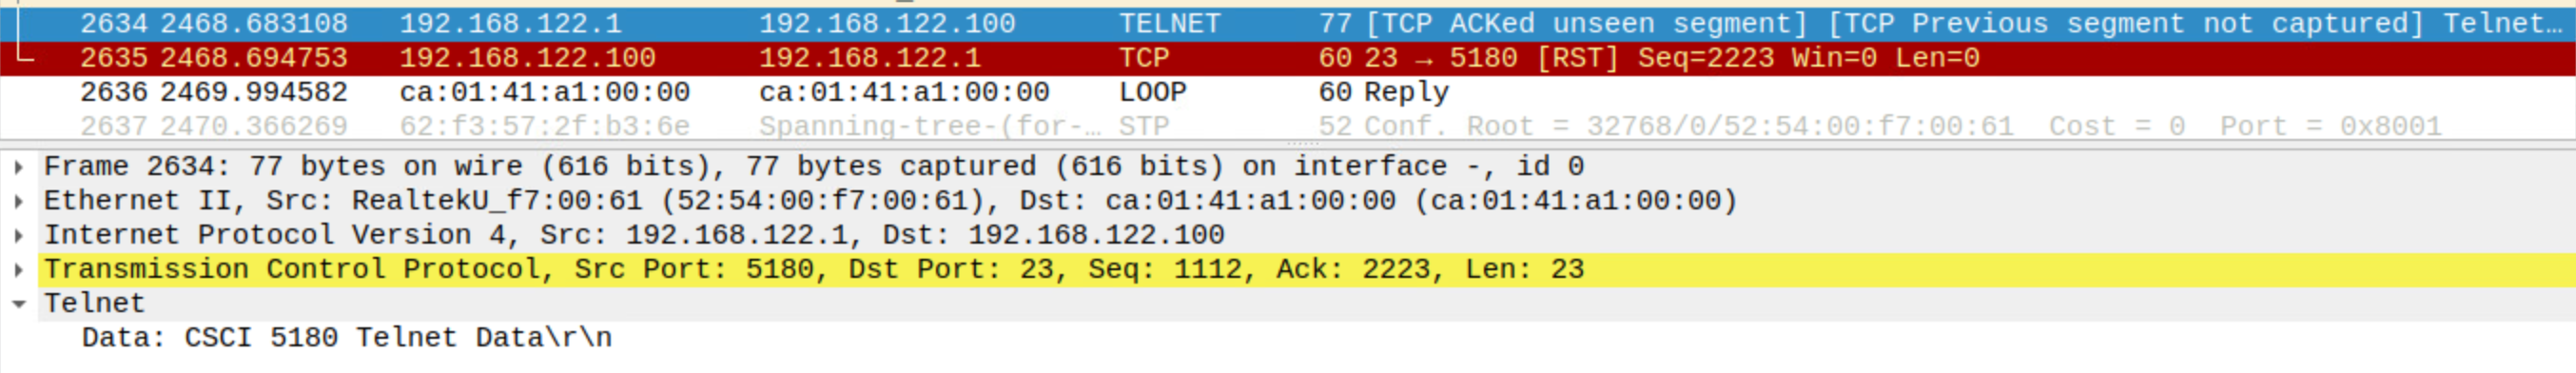 2634 2468.683108 192.168.122.1 192.168.122.100 TELNET 77 [TCP ACKed unseen segment] [TCP Previous segment not captured] Telnet…
2635 2468.694753 192.168.122.100 192.168.122.1 TCP 60 23 → 5180 [RST] Seq=2223 Win=0 Len=0
2636 2469.994582 ca:01:41:a1:00:00 ca:01:41:a1:00:00 LOOP 60 Reply
2637 2470.366269 62:f3:57:2f:b3:6e Spanning-tree-(for-… STP 52 Conf. Root = 32768/0/52:54:00:f7:00:61 Cost = 0 Port = 0x8001
Frame 2634: 77 bytes on wire (616 bits), 77 bytes captured (616 bits) on interface -, id 0
Ethernet II, Src: RealtekU_f7:00:61 (52:54:00:f7:00:61), Dst: ca:01:41:a1:00:00 (ca:01:41:a1:00:00)
Internet Protocol Version 4, Src: 192.168.122.1, Dst: 192.168.122.100
Transmission Control Protocol, Src Port: 5180, Dst Port: 23, Seq: 1112, Ack: 2223, Len: 23
Telnet
Data: CSCI 5180 Telnet Data\r\n